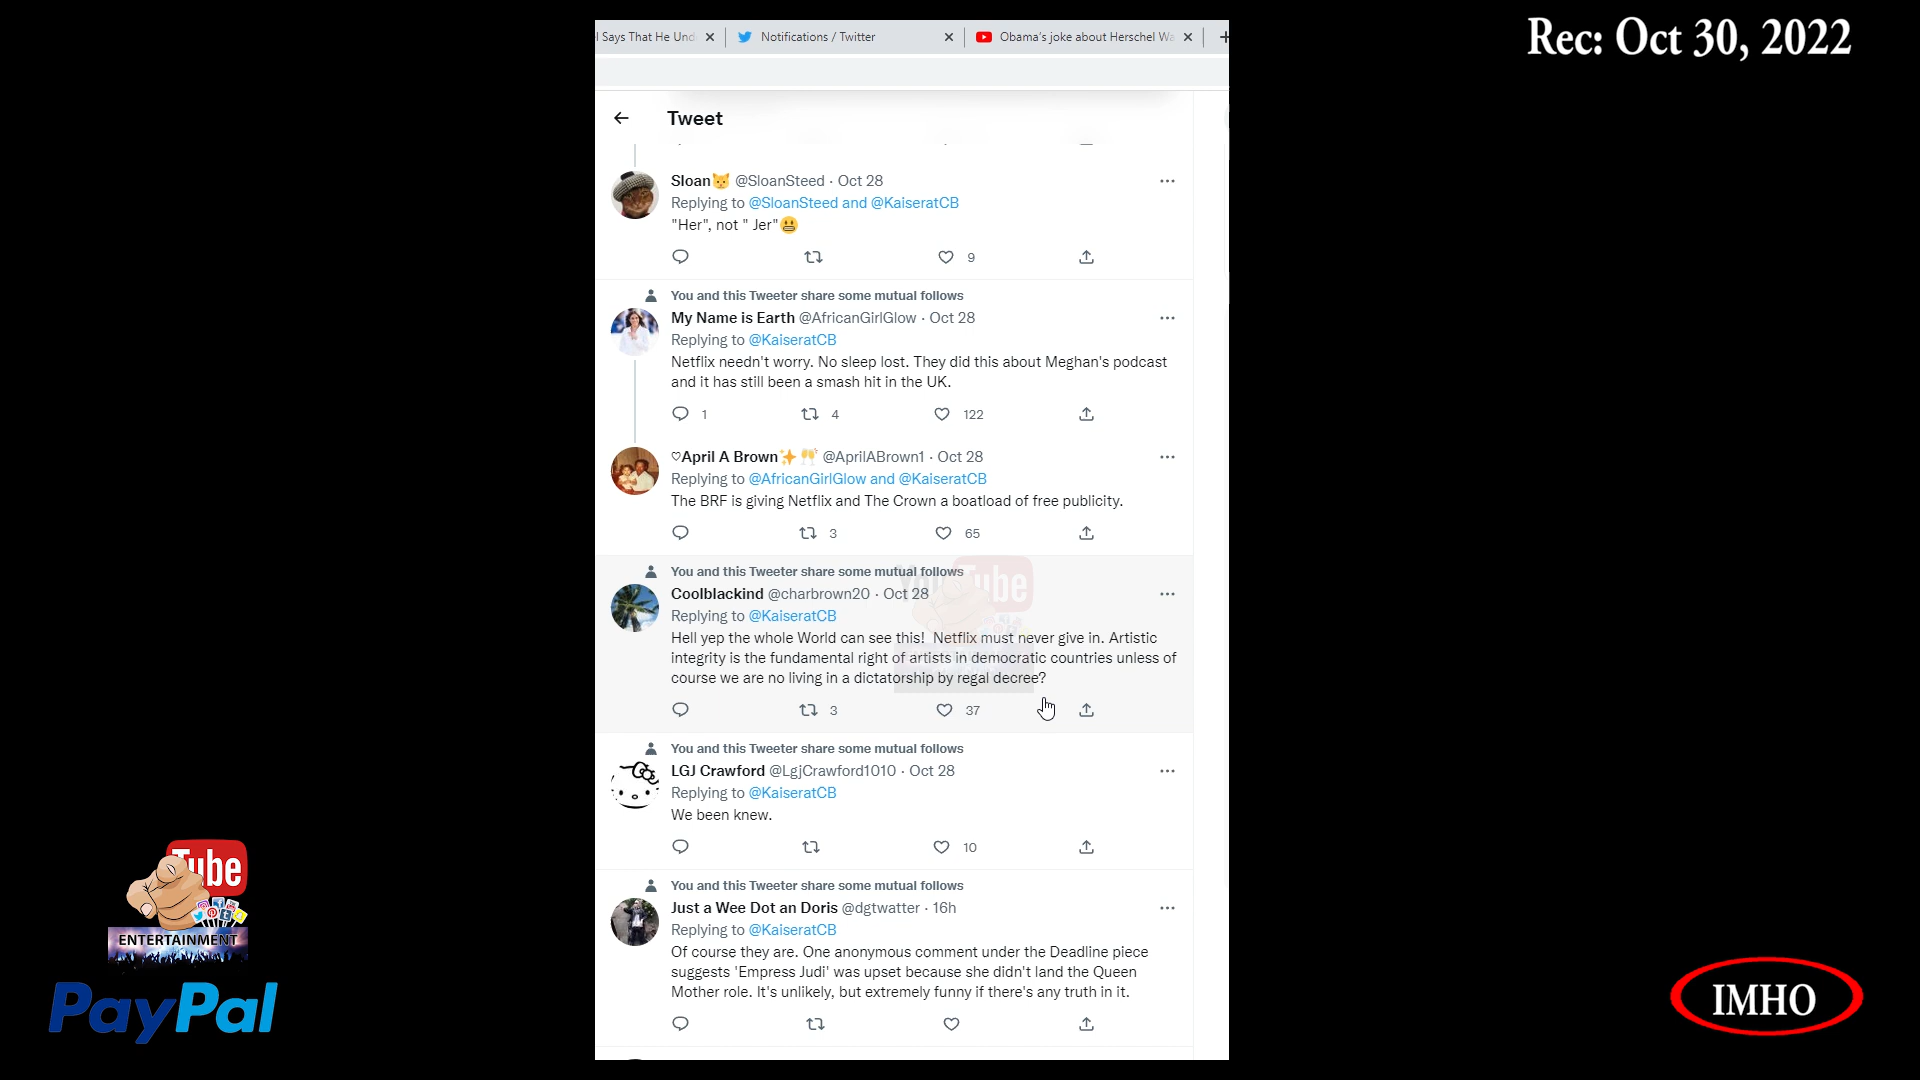 Rec: Oct 30, 2022
l Says That He Und
Notifications / Twitter
Obama's joke about Herschel Wa
Tweet
Sloan😼 @SloanSteed · Oct 28
Replying to @SloanSteed and @KaiseratCB
"Her", not " Jer"😬
9
You and this Tweeter share some mutual follows
My Name is Earth @AfricanGirlGlow · Oct 28
Replying to @KaiseratCB
Netflix needn't worry. No sleep lost. They did this about Meghan's podcast
and it has still been a smash hit in the UK.
1 4 122
♡April A Brown✨🥂 @AprilABrown1 · Oct 28
Replying to @AfricanGirlGlow and @KaiseratCB
The BRF is giving Netflix and The Crown a boatload of free publicity.
3 65
You and this Tweeter share some mutual follows
Coolblackind @charbrown20 · Oct 28
Replying to @KaiseratCB
Hell yep the whole World can see this!  Netflix must never give in. Artistic
integrity is the fundamental right of artists in democratic countries unless of
course we are no living in a dictatorship by regal decree?
3 37
You and this Tweeter share some mutual follows
LGJ Crawford @LgjCrawford1010 · Oct 28
Replying to @KaiseratCB
We been knew.
10
You and this Tweeter share some mutual follows
Just a Wee Dot an Doris @dgtwatter · 16h
Replying to @KaiseratCB
Of course they are. One anonymous comment under the Deadline piece
suggests 'Empress Judi' was upset because she didn't land the Queen
Mother role. It's unlikely, but extremely funny if there's any truth in it.
YouTube
Tube
ENTERTAINMENT
PayPal
IMHO